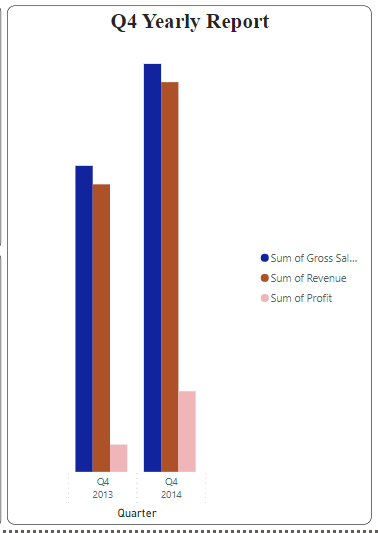 Q4 Yearly Report
Sum of Gross Sal...
Sum of Revenue
Sum of Profit
Q4 Q4
2013 2014
Quarter